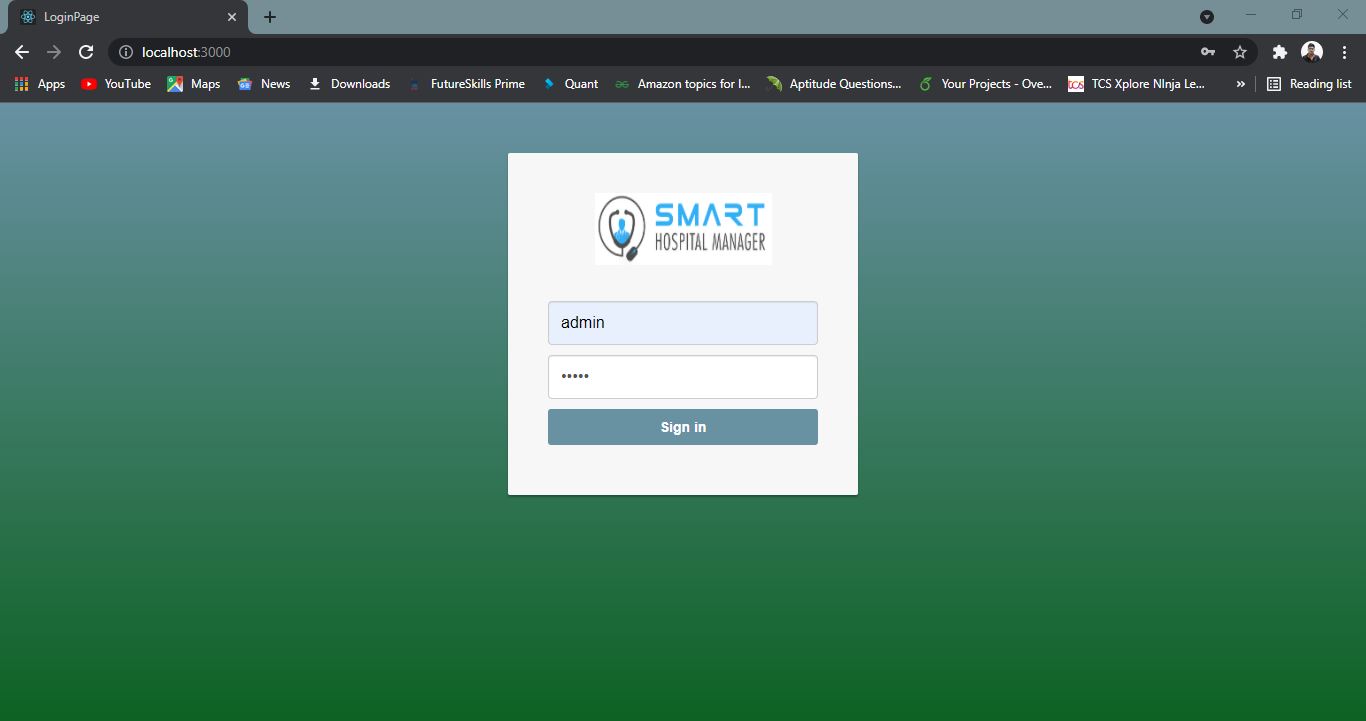 LoginPage
localhost:3000
Apps YouTube Maps News Downloads FutureSkills Prime Quant Amazon topics for I... Aptitude Questions... Your Projects - Ove... TCS Xplore NInja Le... » Reading list
SMART
HOSPITAL MANAGER
admin
•••••
Sign in